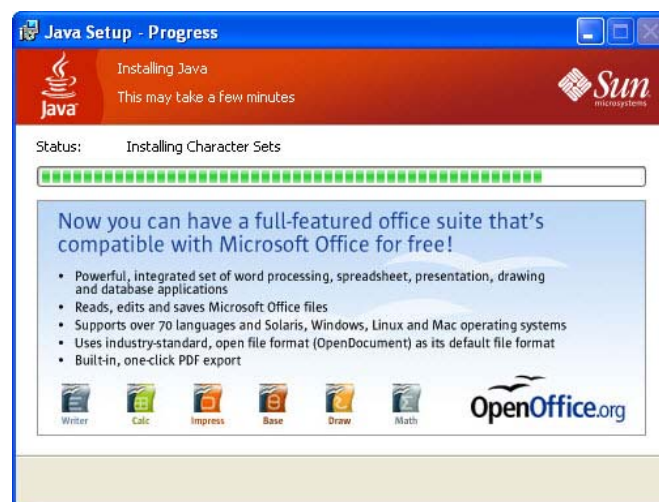 Java Setup - Progress
Installing Java
This may take a few minutes
Java
Sun
microsystems
Status: Installing Character Sets
Now you can have a full-featured office suite that's
compatible with Microsoft Office for free!
• Powerful, integrated set of word processing, spreadsheet, presentation, drawing
and database applications
• Reads, edits and saves Microsoft Office files
• Supports over 70 languages and Solaris, Windows, Linux and Mac operating systems
• Uses industry-standard, open file format (OpenDocument) as its default file format
• Built-in, one-click PDF export
Writer Calc Impress Base Draw Math
OpenOffice.org